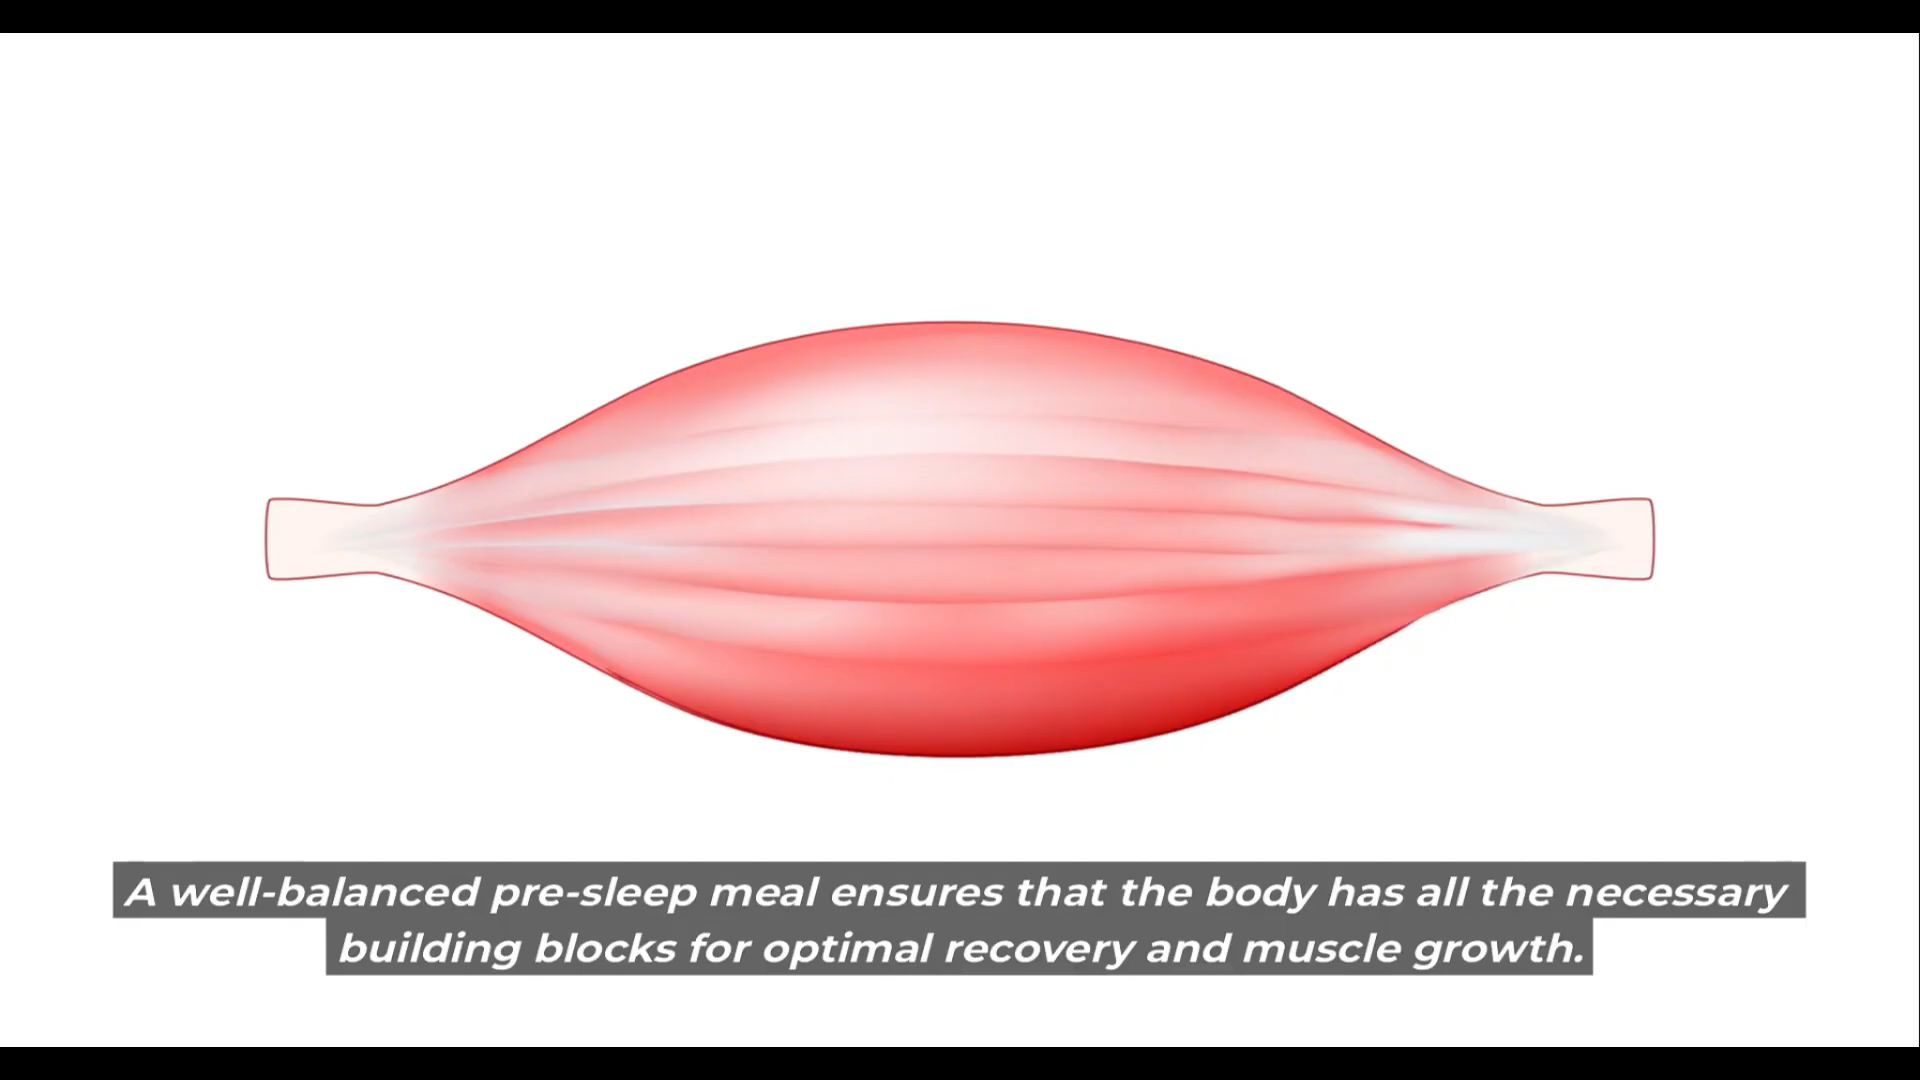 A well-balanced pre-sleep meal ensures that the body has all the necessary
building blocks for optimal recovery and muscle growth.